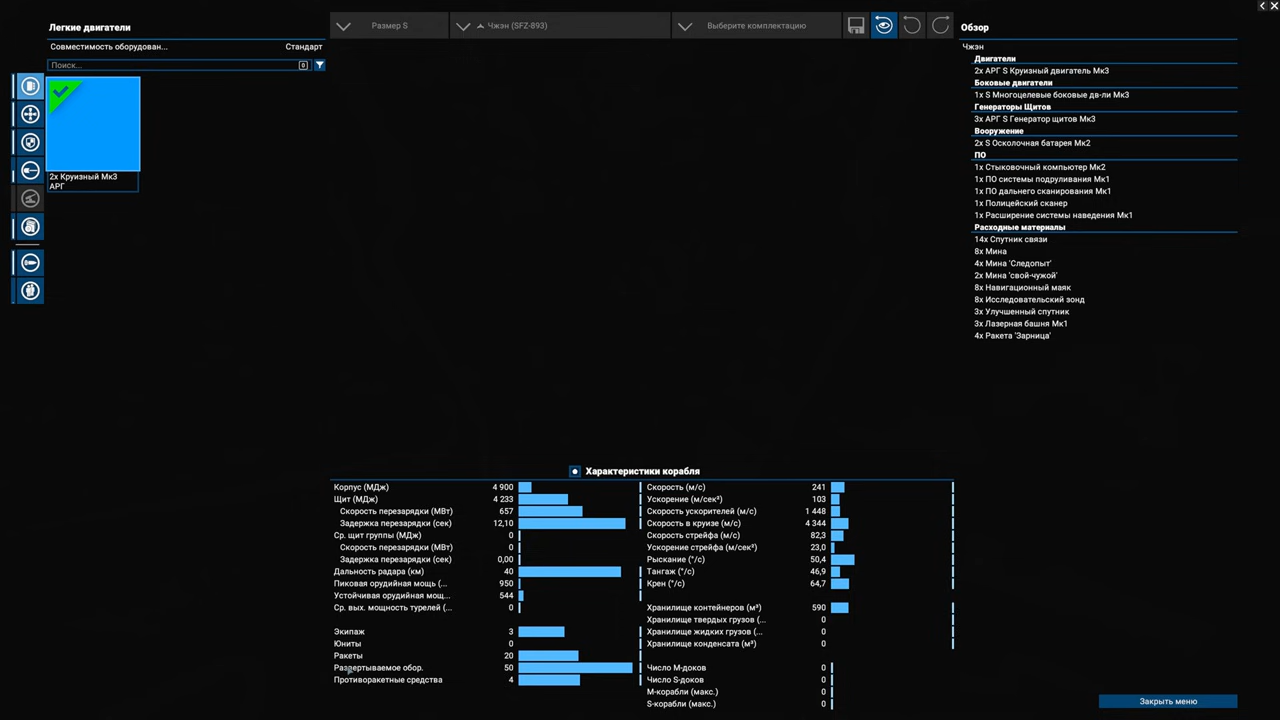 Легкие двигатели
Размер S
Чжэн (SFZ-893)
Выберите комплектацию
Обзор
Совместимость оборудован...
Стандарт
Поиск...
0
2x Круизный Мк3
АРГ
Чжэн
Двигатели
2x АРГ S Круизный двигатель Мк3
Боковые двигатели
1x S Многоцелевые боковые дв-ли Мк3
Генераторы Щитов
3x АРГ S Генератор щитов Мк3
Вооружение
2x S Осколочная батарея Мк2
ПО
1x Стыковочный компьютер Мк2
1x ПО системы подруливания Мк1
1x ПО дальнего сканирования Мк1
1x Полицейский сканер
1x Расширение системы наведения Мк1
Расходные материалы
14x Спутник связи
8x Мина
4x Мина 'Следопыт'
2x Мина 'свой-чужой'
8x Навигационный маяк
8x Исследовательский зонд
3x Улучшенный спутник
3x Лазерная башня Мк1
4x Ракета 'Зарница'
Характеристики корабля
Корпус (МДж) 4 900
Щит (МДж) 4 233
Скорость перезарядки (МВт) 657
Задержка перезарядки (сек) 12,10
Ср. щит группы (МДж) 0
Скорость перезарядки (МВт) 0
Задержка перезарядки (сек) 0,00
Дальность радара (км) 40
Пиковая орудийная мощь (... 950
Устойчивая орудийная мощ... 544
Ср. вых. мощность турелей (... 0
Экипаж 3
Юниты 0
Ракеты 20
Развертываемое обор. 50
Противоракетные средства 4
Скорость (м/с) 241
Ускорение (м/сек²) 103
Скорость ускорителей (м/с) 1 448
Скорость в круизе (м/с) 4 344
Скорость стрейфа (м/с) 82,3
Ускорение стрейфа (м/сек²) 23,0
Рыскание (°/с) 50,4
Тангаж (°/с) 46,9
Крен (°/с) 64,7
Хранилище контейнеров (м³) 590
Хранилище твердых грузов (... 0
Хранилище жидких грузов (... 0
Хранилище конденсата (м³) 0
Число М-доков 0
Число S-доков 0
М-корабли (макс.) 0
S-корабли (макс.) 0
Закрыть меню